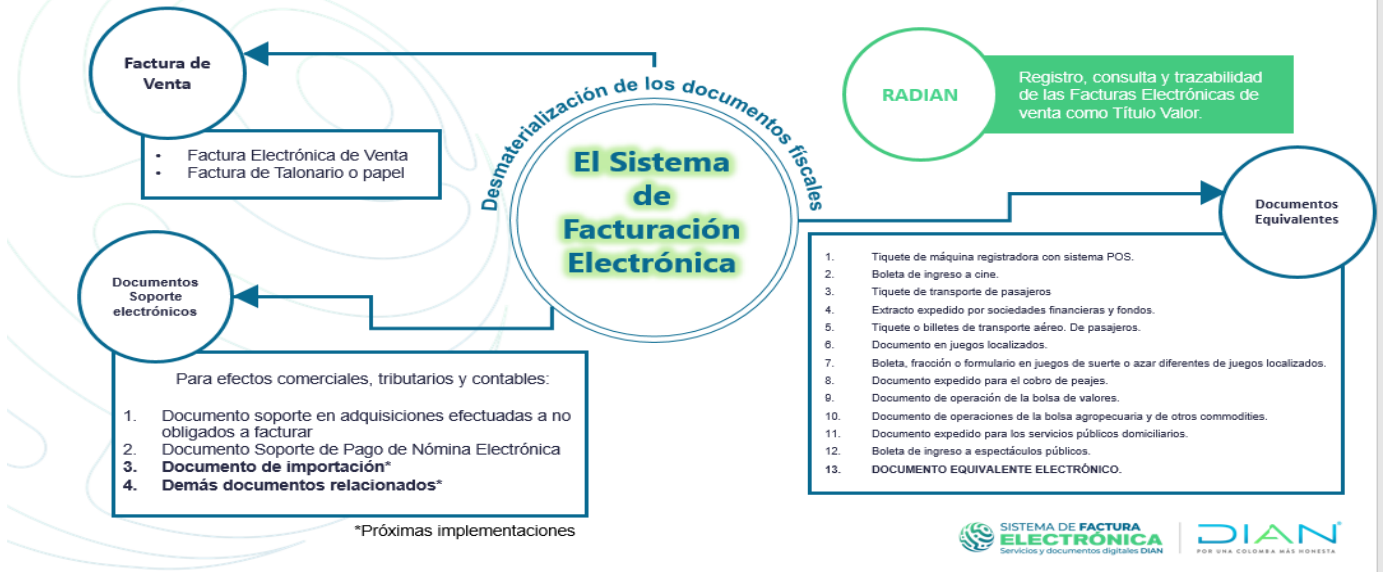 Factura de
Venta
• Factura Electrónica de Venta
• Factura de Talonario o papel
Desmaterialización de los documentos físcales
El Sistema
de
Facturación
Electrónica
RADIAN
Registro, consulta y trazabilidad
de las Facturas Electrónicas de
venta como Título Valor.
Documentos
Soporte
electrónicos
Para efectos comerciales, tributarios y contables:
1. Documento soporte en adquisiciones efectuadas a no
obligados a facturar
2. Documento Soporte de Pago de Nómina Electrónica
3. Documento de importación*
4. Demás documentos relacionados*
*Próximas implementaciones
Documentos
Equivalentes
1. Tiquete de máquina registradora con sistema POS.
2. Boleta de ingreso a cine.
3. Tiquete de transporte de pasajeros
4. Extracto expedido por sociedades financieras y fondos.
5. Tiquete o billetes de transporte aéreo. De pasajeros.
6. Documento en juegos localizados.
7. Boleta, fracción o formulario en juegos de suerte o azar diferentes de juegos localizados.
8. Documento expedido para el cobro de peajes.
9. Documento de operación de la bolsa de valores.
10. Documento de operaciones de la bolsa agropecuaria y de otros commodities.
11. Documento expedido para los servicios públicos domiciliarios.
12. Boleta de ingreso a espectáculos públicos.
13. DOCUMENTO EQUIVALENTE ELECTRÓNICO.
SISTEMA DE FACTURA
ELECTRÓNICA
Servicios y documentos digitales DIAN
DIAN
POR UNA COLOMBIA MÁS HONESTA